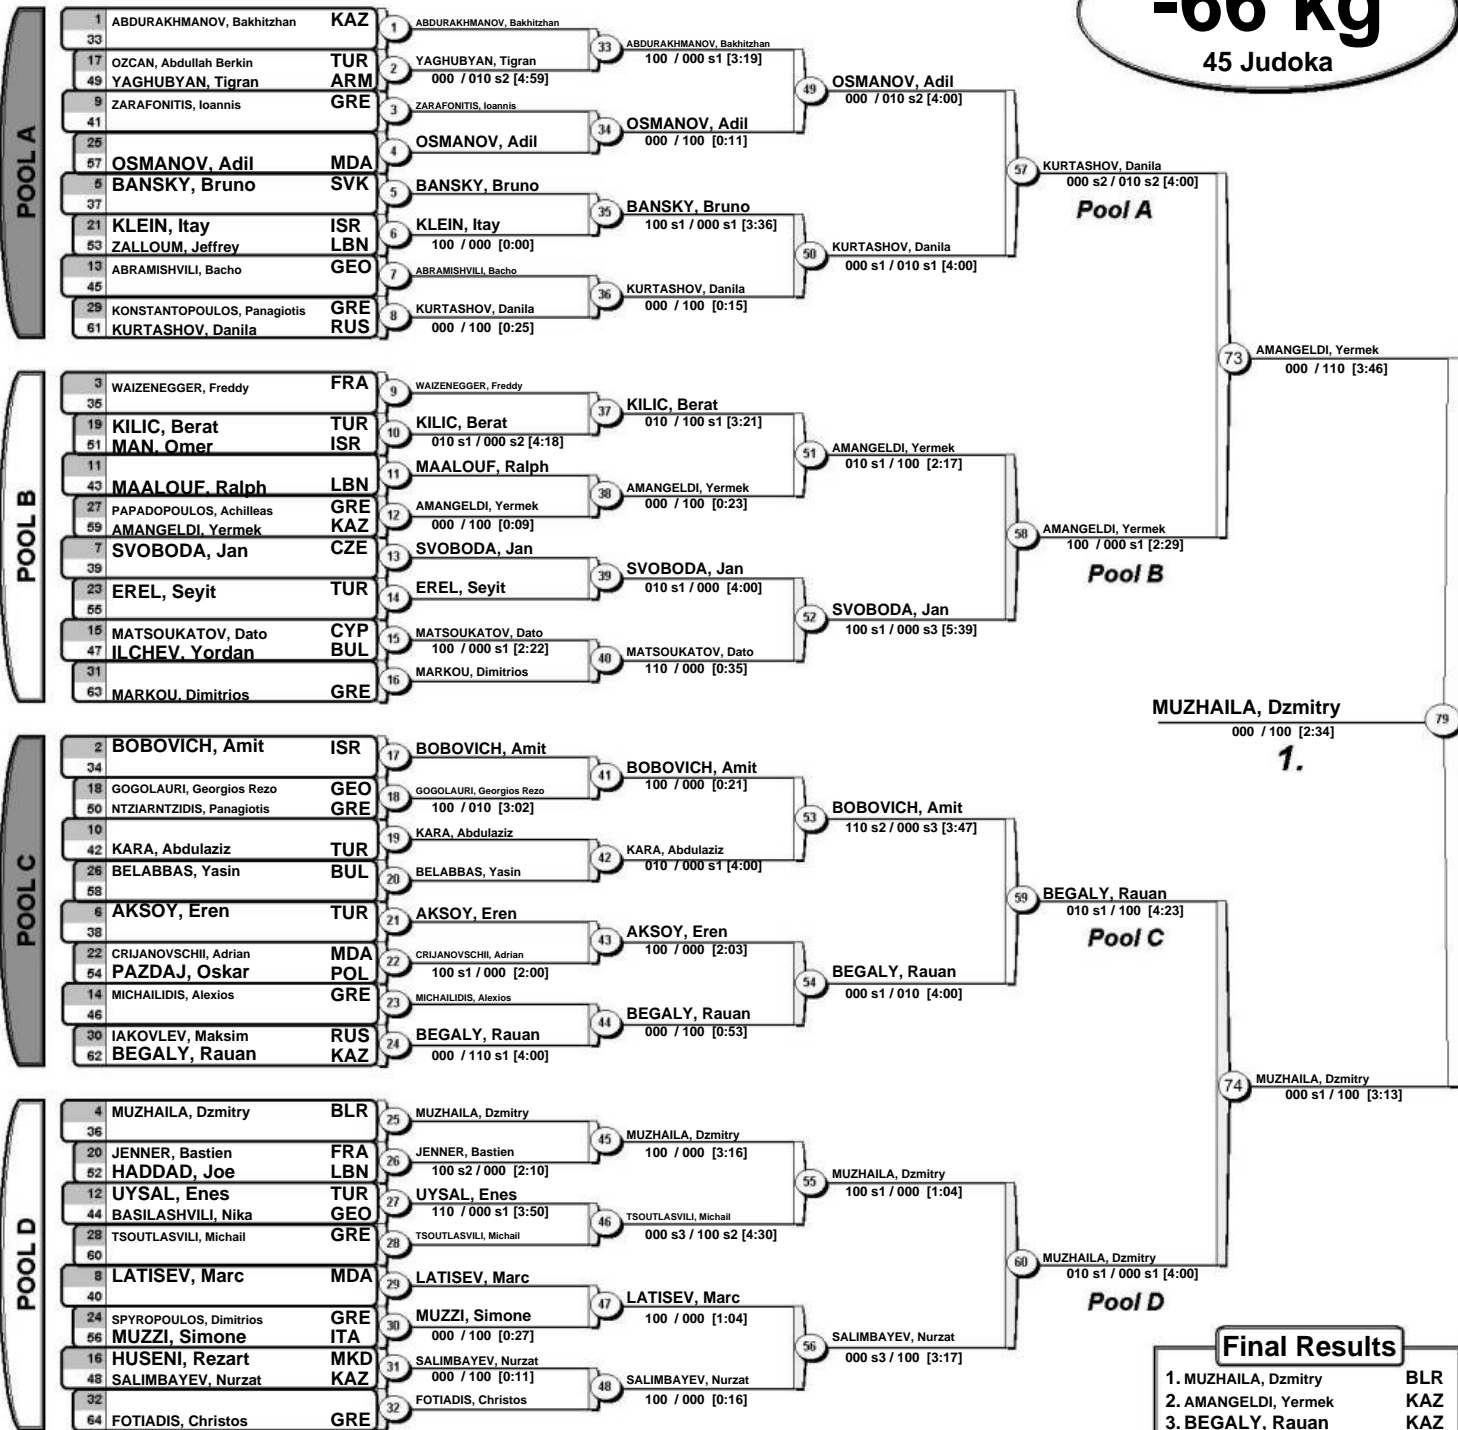 -66 kg
45 Judoka
POOL A
1 ABDURAKHMANOV, Bakhitzhan KAZ
33
17 OZCAN, Abdullah Berkin TUR
49 YAGHUBYAN, Tigran ARM
9 ZARAFONITIS, Ioannis GRE
41
25
57 OSMANOV, Adil MDA
5 BANSKY, Bruno SVK
37
21 KLEIN, Itay ISR
53 ZALLOUM, Jeffrey LBN
13 ABRAMISHVILI, Bacho GEO
45
29 KONSTANTOPOULOS, Panagiotis GRE
61 KURTASHOV, Danila RUS
1 ABDURAKHMANOV, Bakhitzhan
2 YAGHUBYAN, Tigran
000 / 010 s2 [4:59]
3 ZARAFONITIS, Ioannis
4 OSMANOV, Adil
5 BANSKY, Bruno
6 KLEIN, Itay
100 / 000 [0:00]
7 ABRAMISHVILI, Bacho
8 KURTASHOV, Danila
000 / 100 [0:25]
33 ABDURAKHMANOV, Bakhitzhan
100 / 000 s1 [3:19]
34 OSMANOV, Adil
000 / 100 [0:11]
35 BANSKY, Bruno
100 s1 / 000 s1 [3:36]
36 KURTASHOV, Danila
000 / 100 [0:15]
49 OSMANOV, Adil
000 / 010 s2 [4:00]
50 KURTASHOV, Danila
000 s1 / 010 s1 [4:00]
57 KURTASHOV, Danila
000 s2 / 010 s2 [4:00]
Pool A
POOL B
3 WAIZENEGGER, Freddy FRA
35
19 KILIC, Berat TUR
51 MAN, Omer ISR
11
43 MAALOUF, Ralph LBN
27 PAPADOPOULOS, Achilleas GRE
59 AMANGELDI, Yermek KAZ
7 SVOBODA, Jan CZE
39
23 EREL, Seyit TUR
55
15 MATSOUKATOV, Dato CYP
47 ILCHEV, Yordan BUL
31
63 MARKOU, Dimitrios GRE
9 WAIZENEGGER, Freddy
10 KILIC, Berat
010 s1 / 000 s2 [4:18]
11 MAALOUF, Ralph
12 AMANGELDI, Yermek
000 / 100 [0:09]
13 SVOBODA, Jan
14 EREL, Seyit
15 MATSOUKATOV, Dato
100 / 000 s1 [2:22]
16 MARKOU, Dimitrios
37 KILIC, Berat
010 / 100 s1 [3:21]
38 AMANGELDI, Yermek
000 / 100 [0:23]
39 SVOBODA, Jan
010 s1 / 000 [4:00]
40 MATSOUKATOV, Dato
110 / 000 [0:35]
51 AMANGELDI, Yermek
010 s1 / 100 [2:17]
52 SVOBODA, Jan
100 s1 / 000 s3 [5:39]
58 AMANGELDI, Yermek
100 / 000 s1 [2:29]
Pool B
73 AMANGELDI, Yermek
000 / 110 [3:46]
MUZHAILA, Dzmitry 79
000 / 100 [2:34]
1.
POOL C
2 BOBOVICH, Amit ISR
34
18 GOGOLAURI, Georgios Rezo GEO
50 NTZIARNTZIDIS, Panagiotis GRE
10
42 KARA, Abdulaziz TUR
26 BELABBAS, Yasin BUL
58
6 AKSOY, Eren TUR
38
22 CRIJANOVSCHII, Adrian MDA
54 PAZDAJ, Oskar POL
14 MICHAILIDIS, Alexios GRE
46
30 IAKOVLEV, Maksim RUS
62 BEGALY, Rauan KAZ
17 BOBOVICH, Amit
18 GOGOLAURI, Georgios Rezo
100 / 010 [3:02]
19 KARA, Abdulaziz
20 BELABBAS, Yasin
21 AKSOY, Eren
22 CRIJANOVSCHII, Adrian
100 s1 / 000 [2:00]
23 MICHAILIDIS, Alexios
24 BEGALY, Rauan
000 / 110 s1 [4:00]
41 BOBOVICH, Amit
100 / 000 [0:21]
42 KARA, Abdulaziz
010 / 000 s1 [4:00]
43 AKSOY, Eren
100 / 000 [2:03]
44 BEGALY, Rauan
000 / 100 [0:53]
53 BOBOVICH, Amit
110 s2 / 000 s3 [3:47]
54 BEGALY, Rauan
000 s1 / 010 [4:00]
59 BEGALY, Rauan
010 s1 / 100 [4:23]
Pool C
POOL D
4 MUZHAILA, Dzmitry BLR
36
20 JENNER, Bastien FRA
52 HADDAD, Joe LBN
12 UYSAL, Enes TUR
44 BASILASHVILI, Nika GEO
28 TSOUTLASVILI, Michail GRE
60
8 LATISEV, Marc MDA
40
24 SPYROPOULOS, Dimitrios GRE
56 MUZZI, Simone ITA
16 HUSENI, Rezart MKD
48 SALIMBAYEV, Nurzat KAZ
32
64 FOTIADIS, Christos GRE
25 MUZHAILA, Dzmitry
26 JENNER, Bastien
100 s2 / 000 [2:10]
27 UYSAL, Enes
110 / 000 s1 [3:50]
28 TSOUTLASVILI, Michail
29 LATISEV, Marc
30 MUZZI, Simone
000 / 100 [0:27]
31 SALIMBAYEV, Nurzat
000 / 100 [0:11]
32 FOTIADIS, Christos
45 MUZHAILA, Dzmitry
100 / 000 [3:16]
46 TSOUTLASVILI, Michail
000 s3 / 100 s2 [4:30]
47 LATISEV, Marc
100 / 000 [1:04]
48 SALIMBAYEV, Nurzat
100 / 000 [0:16]
55 MUZHAILA, Dzmitry
100 s1 / 000 [1:04]
56 SALIMBAYEV, Nurzat
000 s3 / 100 [3:17]
60 MUZHAILA, Dzmitry
010 s1 / 000 s1 [4:00]
Pool D
74 MUZHAILA, Dzmitry
000 s1 / 100 [3:13]
Final Results
1. MUZHAILA, Dzmitry BLR
2. AMANGELDI, Yermek KAZ
3. BEGALY, Rauan KAZ